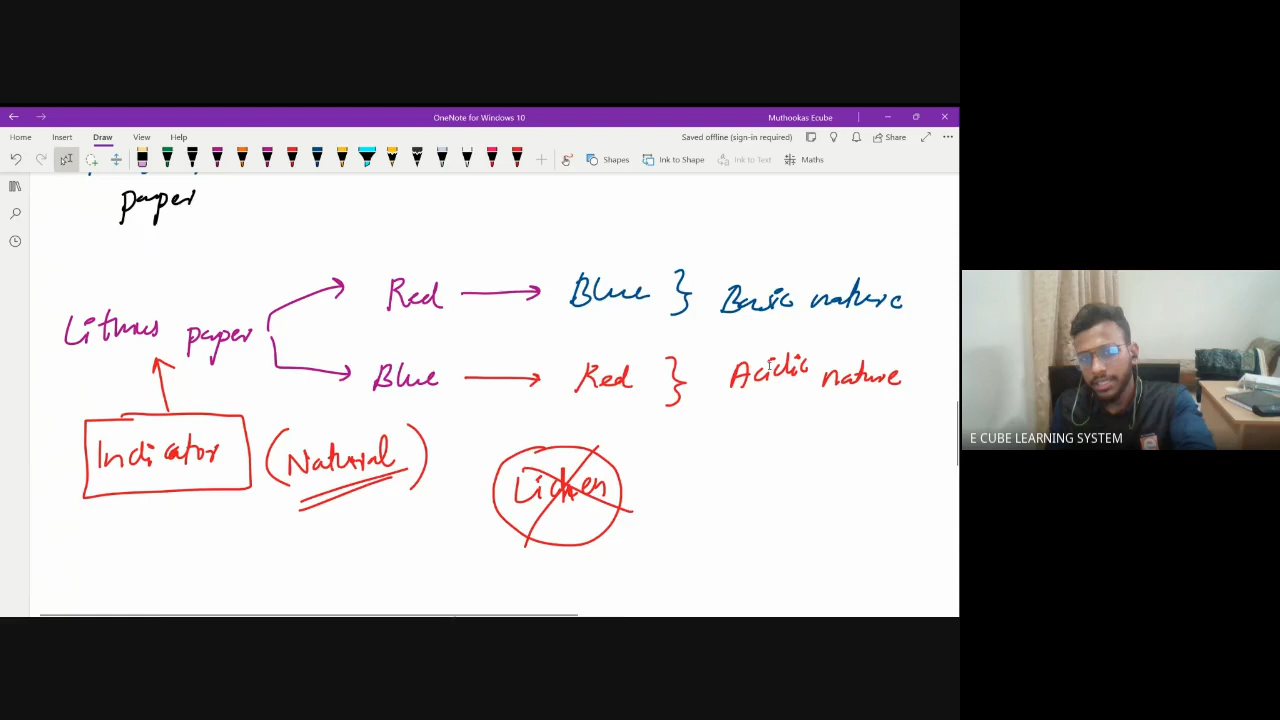 OneNote for Windows 10
Muthookas Ecube
Home Insert Draw View Help
Saved offline (sign-in required)
Share
Shapes
Ink to Shape
Ink to Text
Maths
paper
Red → Blue } Basic nature
Litmus paper
Blue → Red } Acidic nature
Indicator (Natural)
Lichen
E CUBE LEARNING SYSTEM